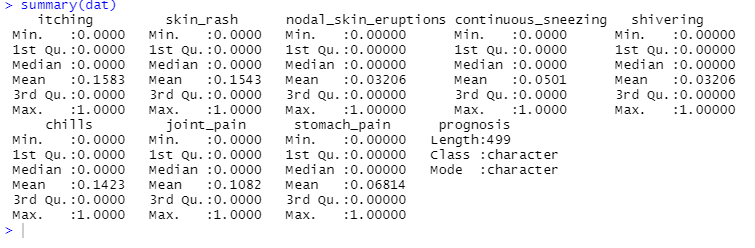 > summary(dat)
    itching         skin_rash      nodal_skin_eruptions continuous_sneezing   shivering
 Min.   :0.0000   Min.   :0.0000   Min.   :0.00000      Min.   :0.0000      Min.   :0.00000
 1st Qu.:0.0000   1st Qu.:0.0000   1st Qu.:0.00000      1st Qu.:0.0000      1st Qu.:0.00000
 Median :0.0000   Median :0.0000   Median :0.00000      Median :0.0000      Median :0.00000
 Mean   :0.1583   Mean   :0.1543   Mean   :0.03206      Mean   :0.0501      Mean   :0.03206
 3rd Qu.:0.0000   3rd Qu.:0.0000   3rd Qu.:0.00000      3rd Qu.:0.0000      3rd Qu.:0.00000
 Max.   :1.0000   Max.   :1.0000   Max.   :1.00000      Max.   :1.0000      Max.   :1.00000
     chills         joint_pain      stomach_pain      prognosis
 Min.   :0.0000   Min.   :0.0000   Min.   :0.00000   Length:499
 1st Qu.:0.0000   1st Qu.:0.0000   1st Qu.:0.00000   Class :character
 Median :0.0000   Median :0.0000   Median :0.00000   Mode  :character
 Mean   :0.1423   Mean   :0.1082   Mean   :0.06814
 3rd Qu.:0.0000   3rd Qu.:0.0000   3rd Qu.:0.00000
 Max.   :1.0000   Max.   :1.0000   Max.   :1.00000
>